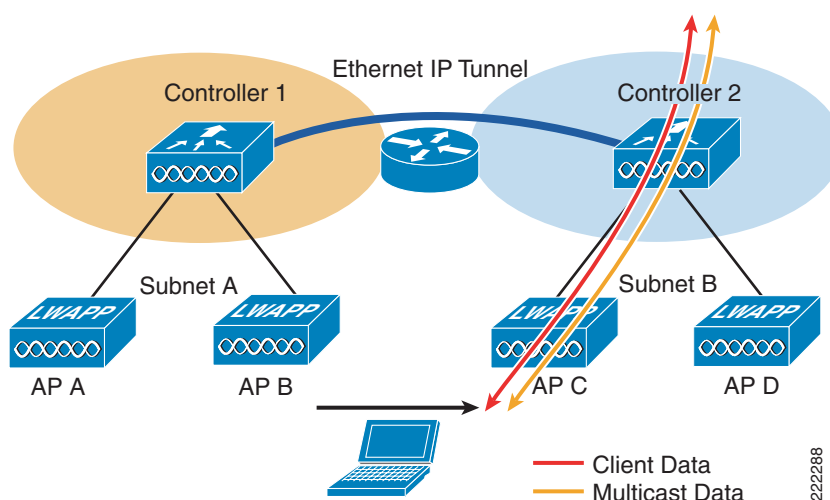 Ethernet IP Tunnel
Controller 1
Controller 2
Subnet A
Subnet B
LWAPP
LWAPP
LWAPP
LWAPP
AP A
AP B
AP C
AP D
Client Data
Multicast Data
222288